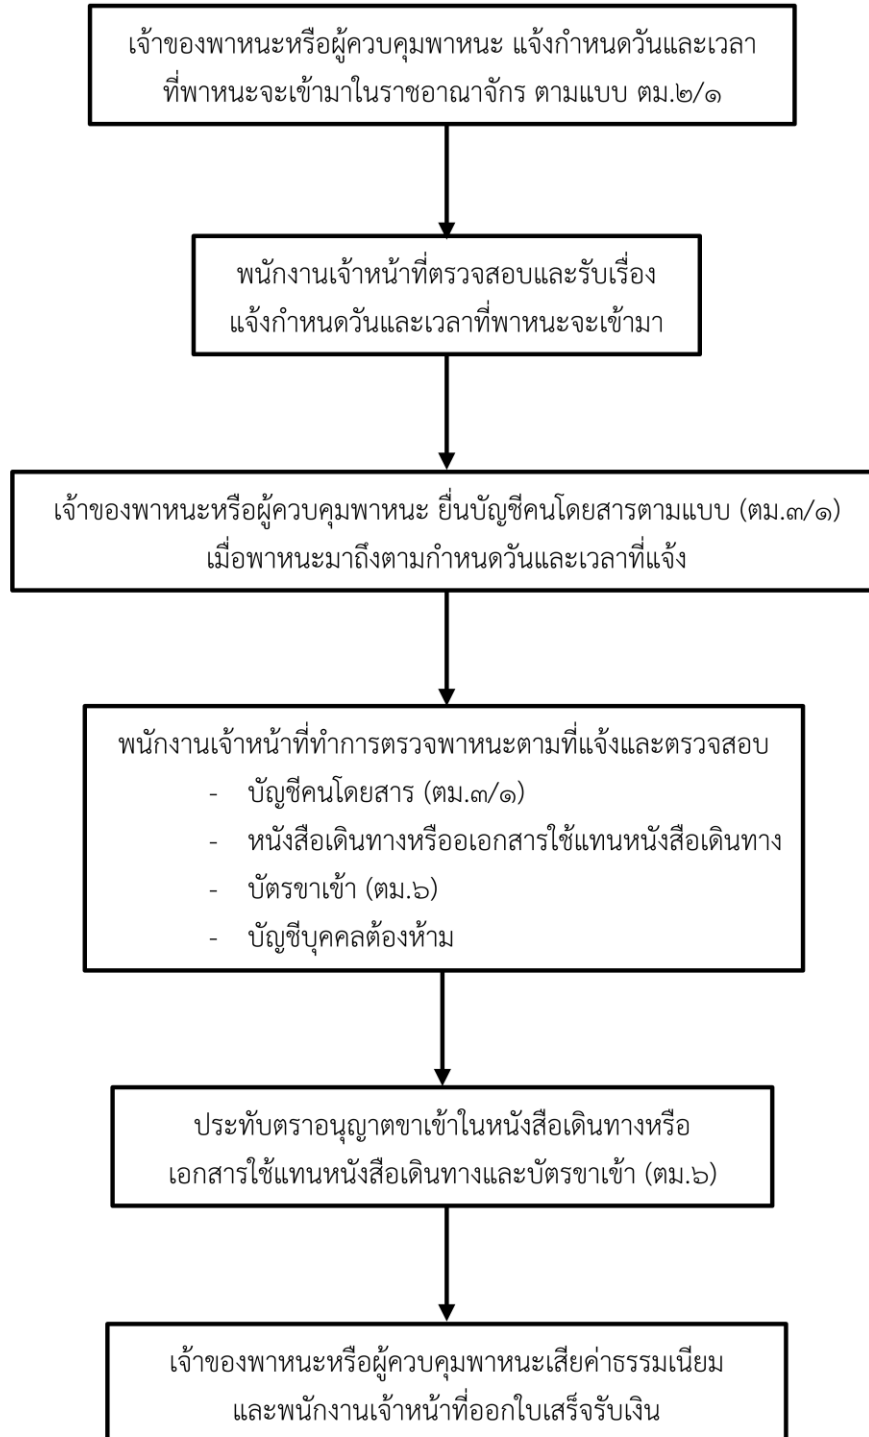 เจ้าของพาหนะหรือผู้ควบคุมพาหนะ แจ้งกำหนดวันและเวลา
ที่พาหนะจะเข้ามาในราชอาณาจักร ตามแบบ ตม.๒/๑
พนักงานเจ้าหน้าที่ตรวจสอบและรับเรื่อง
แจ้งกำหนดวันและเวลาที่พาหนะจะเข้ามา
เจ้าของพาหนะหรือผู้ควบคุมพาหนะ ยื่นบัญชีคนโดยสารตามแบบ (ตม.๓/๑)
เมื่อพาหนะมาถึงตามกำหนดวันและเวลาที่แจ้ง
พนักงานเจ้าหน้าที่ทำการตรวจพาหนะตามที่แจ้งและตรวจสอบ
- บัญชีคนโดยสาร (ตม.๓/๑)
- หนังสือเดินทางหรืออเอกสารใช้แทนหนังสือเดินทาง
- บัตรขาเข้า (ตม.๖)
- บัญชีบุคคลต้องห้าม
ประทับตราอนุญาตขาเข้าในหนังสือเดินทางหรือ
เอกสารใช้แทนหนังสือเดินทางและบัตรขาเข้า (ตม.๖)
เจ้าของพาหนะหรือผู้ควบคุมพาหนะเสียค่าธรรมเนียม
และพนักงานเจ้าหน้าที่ออกใบเสร็จรับเงิน